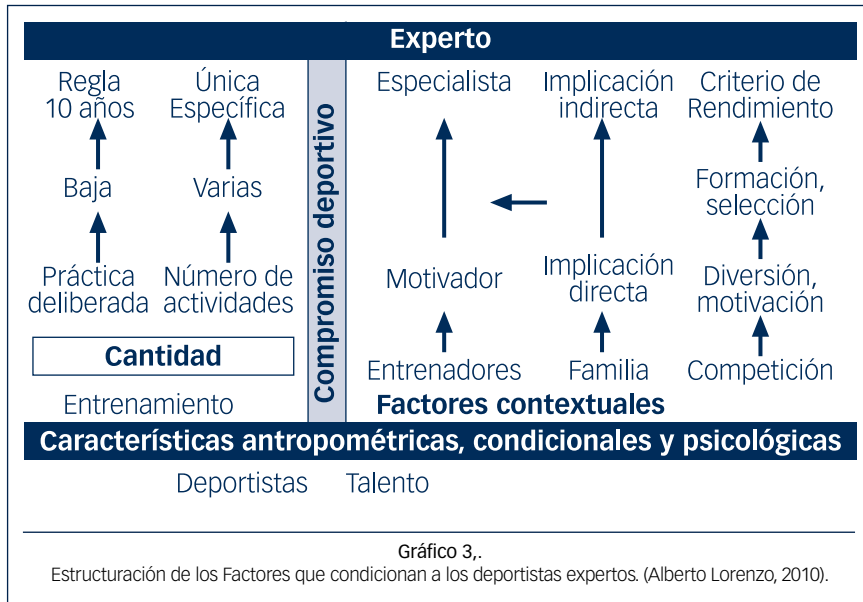 Experto
Regla
10 años
Única
Específica
Especialista
Implicación
indirecta
Criterio de
Rendimiento
Baja
Varias
Formación,
selección
Práctica
deliberada
Número de
actividades
Compromiso deportivo
Motivador
Implicación
directa
Diversión,
motivación
Cantidad
Entrenadores
Familia
Competición
Entrenamiento
Factores contextuales
Características antropométricas, condicionales y psicológicas
Deportistas
Talento
Gráfico 3,.
Estructuración de los Factores que condicionan a los deportistas expertos. (Alberto Lorenzo, 2010).